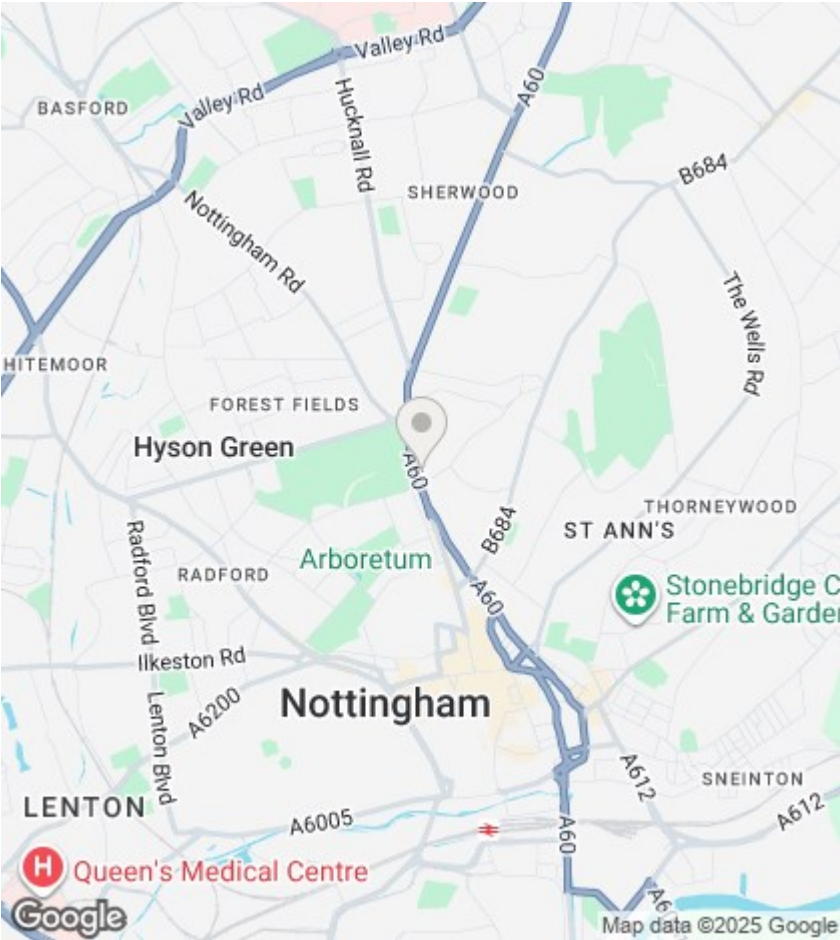 Valley Rd
A60
Valley Rd
BASFORD
Hucknall Rd
B684
SHERWOOD
Nottingham Rd
The Wells Rd
HITEMOOR
FOREST FIELDS
Hyson Green
A60
THORNEYWOOD
B684
ST ANN'S
Radford Blvd
Arboretum
RADFORD
A60
Stonebridge C
Farm & Garde
Ilkeston Rd
Nottingham
A6200
Lenton Blvd
A612
SNEINTON
LENTON
A6005
A612
A60
H
Queen's Medical Centre
Google
Map data ©2025 Google